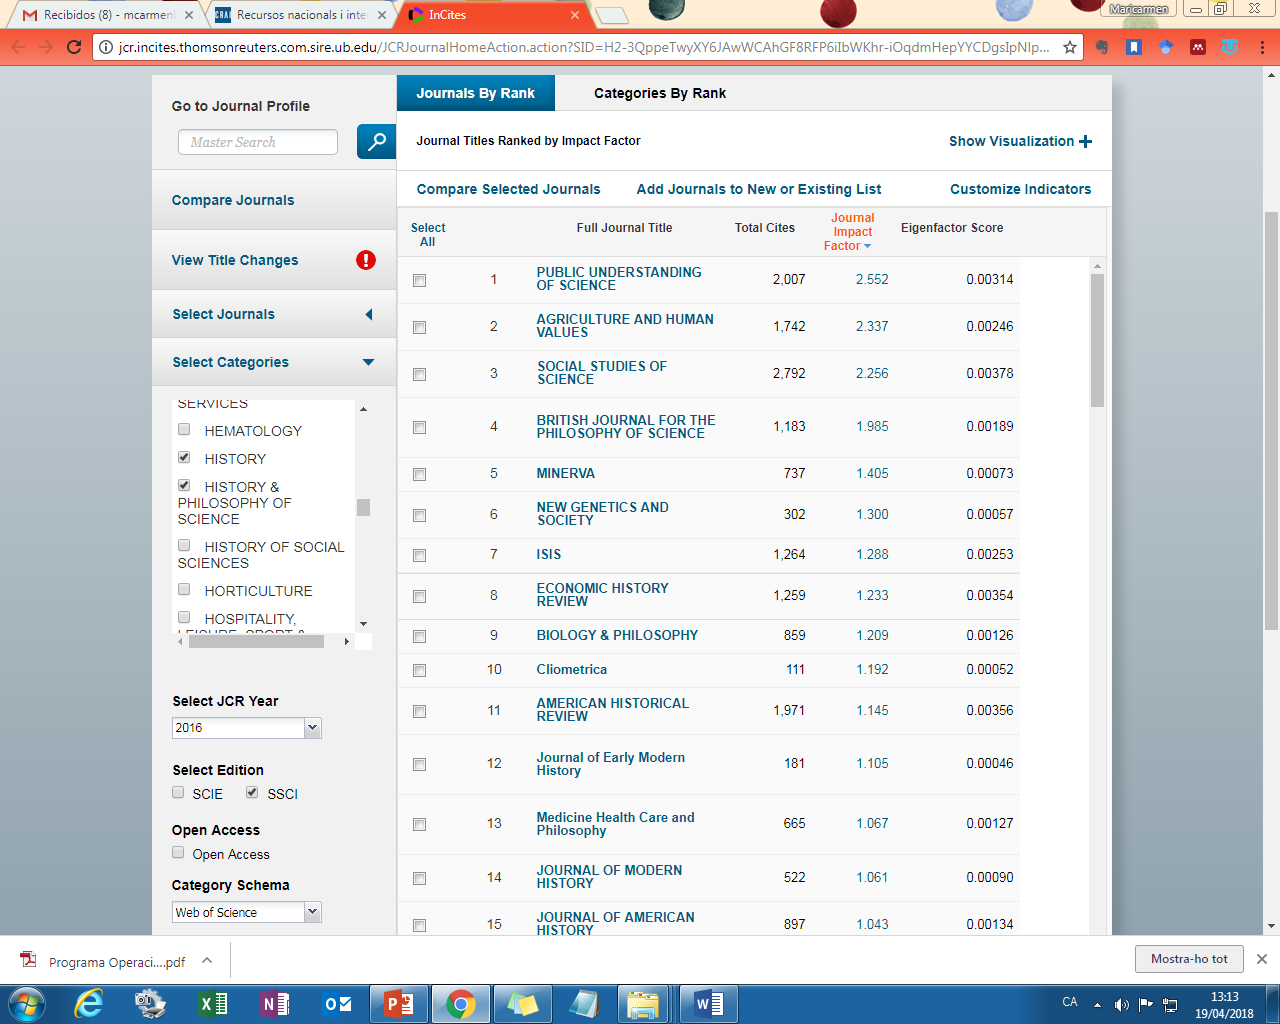 Recibidos (8) - mcarment
Recursos nacionals i inter
InCites
Maricarmen
jcr.incites.thomsonreuters.com.sire.ub.edu/JCRJournalHomeAction.action?SID=H2-3QppeTwyXY6JAwWCAhGF8RFP6iIbWKhr-iOqdmHepYYCDgsIpNIp...
Go to Journal Profile
Master Search
Compare Journals
View Title Changes
Select Journals
Select Categories
SERVICES
HEMATOLOGY
HISTORY
HISTORY &
PHILOSOPHY OF
SCIENCE
HISTORY OF SOCIAL
SCIENCES
HORTICULTURE
HOSPITALITY,
LEISURE, SPORT &
Select JCR Year
2016
Select Edition
SCIE SSCI
Open Access
Open Access
Category Schema
Web of Science
Journals By Rank Categories By Rank
Journal Titles Ranked by Impact Factor Show Visualization +
Compare Selected Journals Add Journals to New or Existing List Customize Indicators
Select
All
Full Journal Title
Total Cites
Journal
Impact
Factor
Eigenfactor Score
1 PUBLIC UNDERSTANDING
OF SCIENCE
2,007 2.552 0.00314
2 AGRICULTURE AND HUMAN
VALUES
1,742 2.337 0.00246
3 SOCIAL STUDIES OF
SCIENCE
2,792 2.256 0.00378
4 BRITISH JOURNAL FOR THE
PHILOSOPHY OF SCIENCE
1,183 1.985 0.00189
5 MINERVA 737 1.405 0.00073
6 NEW GENETICS AND
SOCIETY
302 1.300 0.00057
7 ISIS 1,264 1.288 0.00253
8 ECONOMIC HISTORY
REVIEW
1,259 1.233 0.00354
9 BIOLOGY & PHILOSOPHY 859 1.209 0.00126
10 Cliometrica 111 1.192 0.00052
11 AMERICAN HISTORICAL
REVIEW
1,971 1.145 0.00356
12 Journal of Early Modern
History
181 1.105 0.00046
13 Medicine Health Care and
Philosophy
665 1.067 0.00127
14 JOURNAL OF MODERN
HISTORY
522 1.061 0.00090
15 JOURNAL OF AMERICAN
HISTORY
897 1.043 0.00134
Programa Operaci....pdf
Mostra-ho tot
CA
13:13
19/04/2018